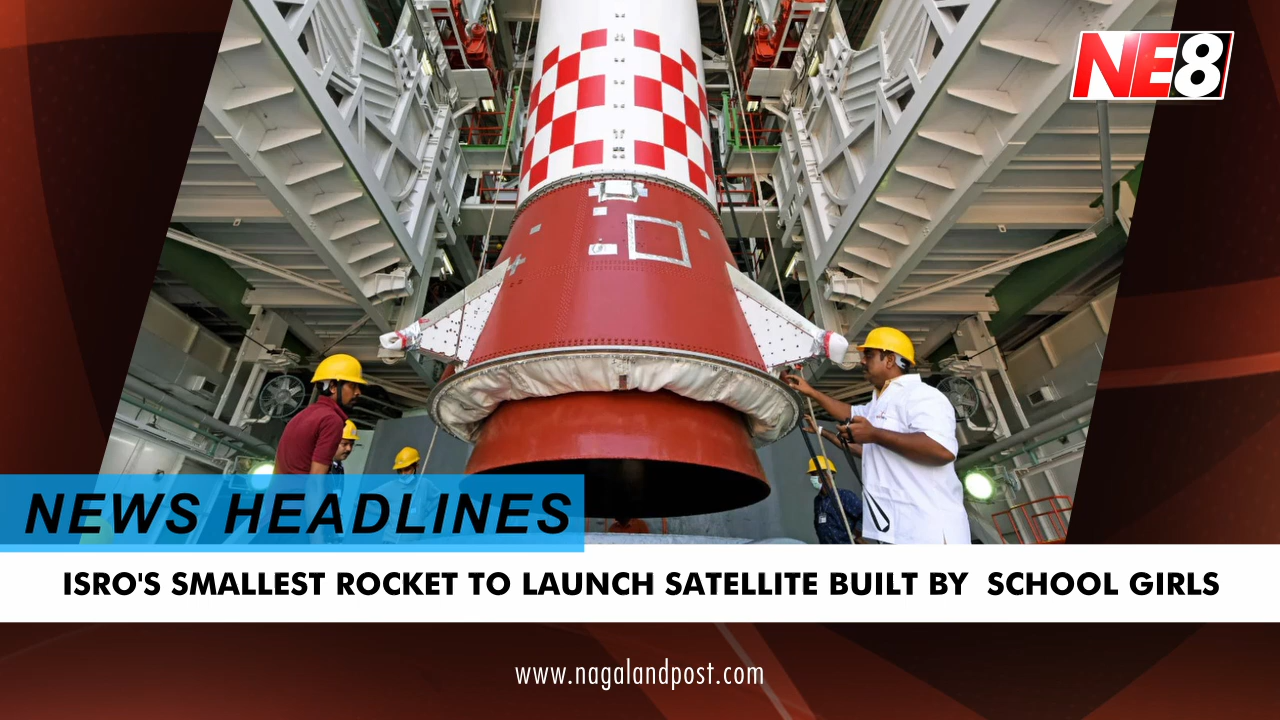 NE8
NEWS HEADLINES
ISRO'S SMALLEST ROCKET TO LAUNCH SATELLITE BUILT BY SCHOOL GIRLS
www.nagalandpost.com